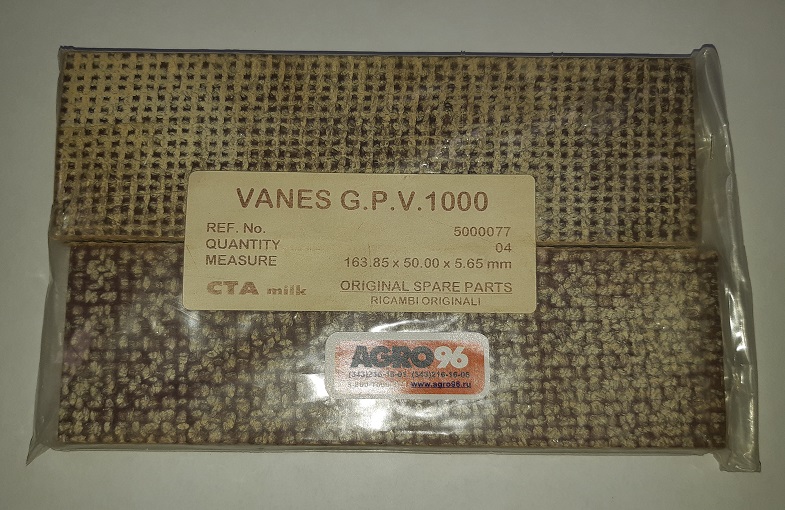 VANES G.P.V.1000
REF. No. 5000077
QUANTITY 04
MEASURE 163.85 x 50.00 x 5.65 mm
CTA milk ORIGINAL SPARE PARTS
RICAMBI ORIGINALI
AGRO96
www.agro96.ru